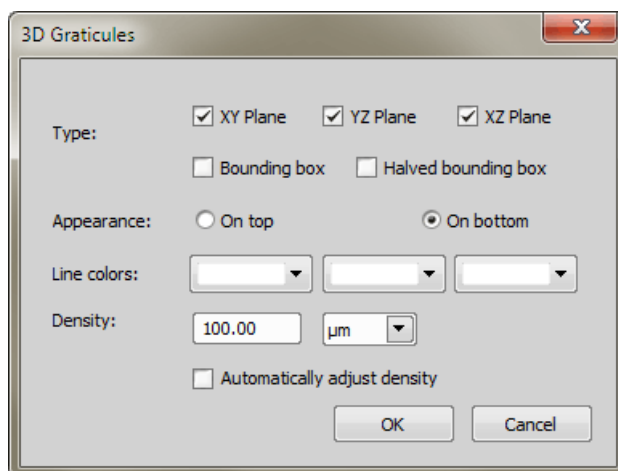 3D Graticules
Type:
XY Plane YZ Plane XZ Plane
Bounding box Halved bounding box
Appearance: On top On bottom
Line colors:
Density: 100.00 µm
Automatically adjust density
OK Cancel